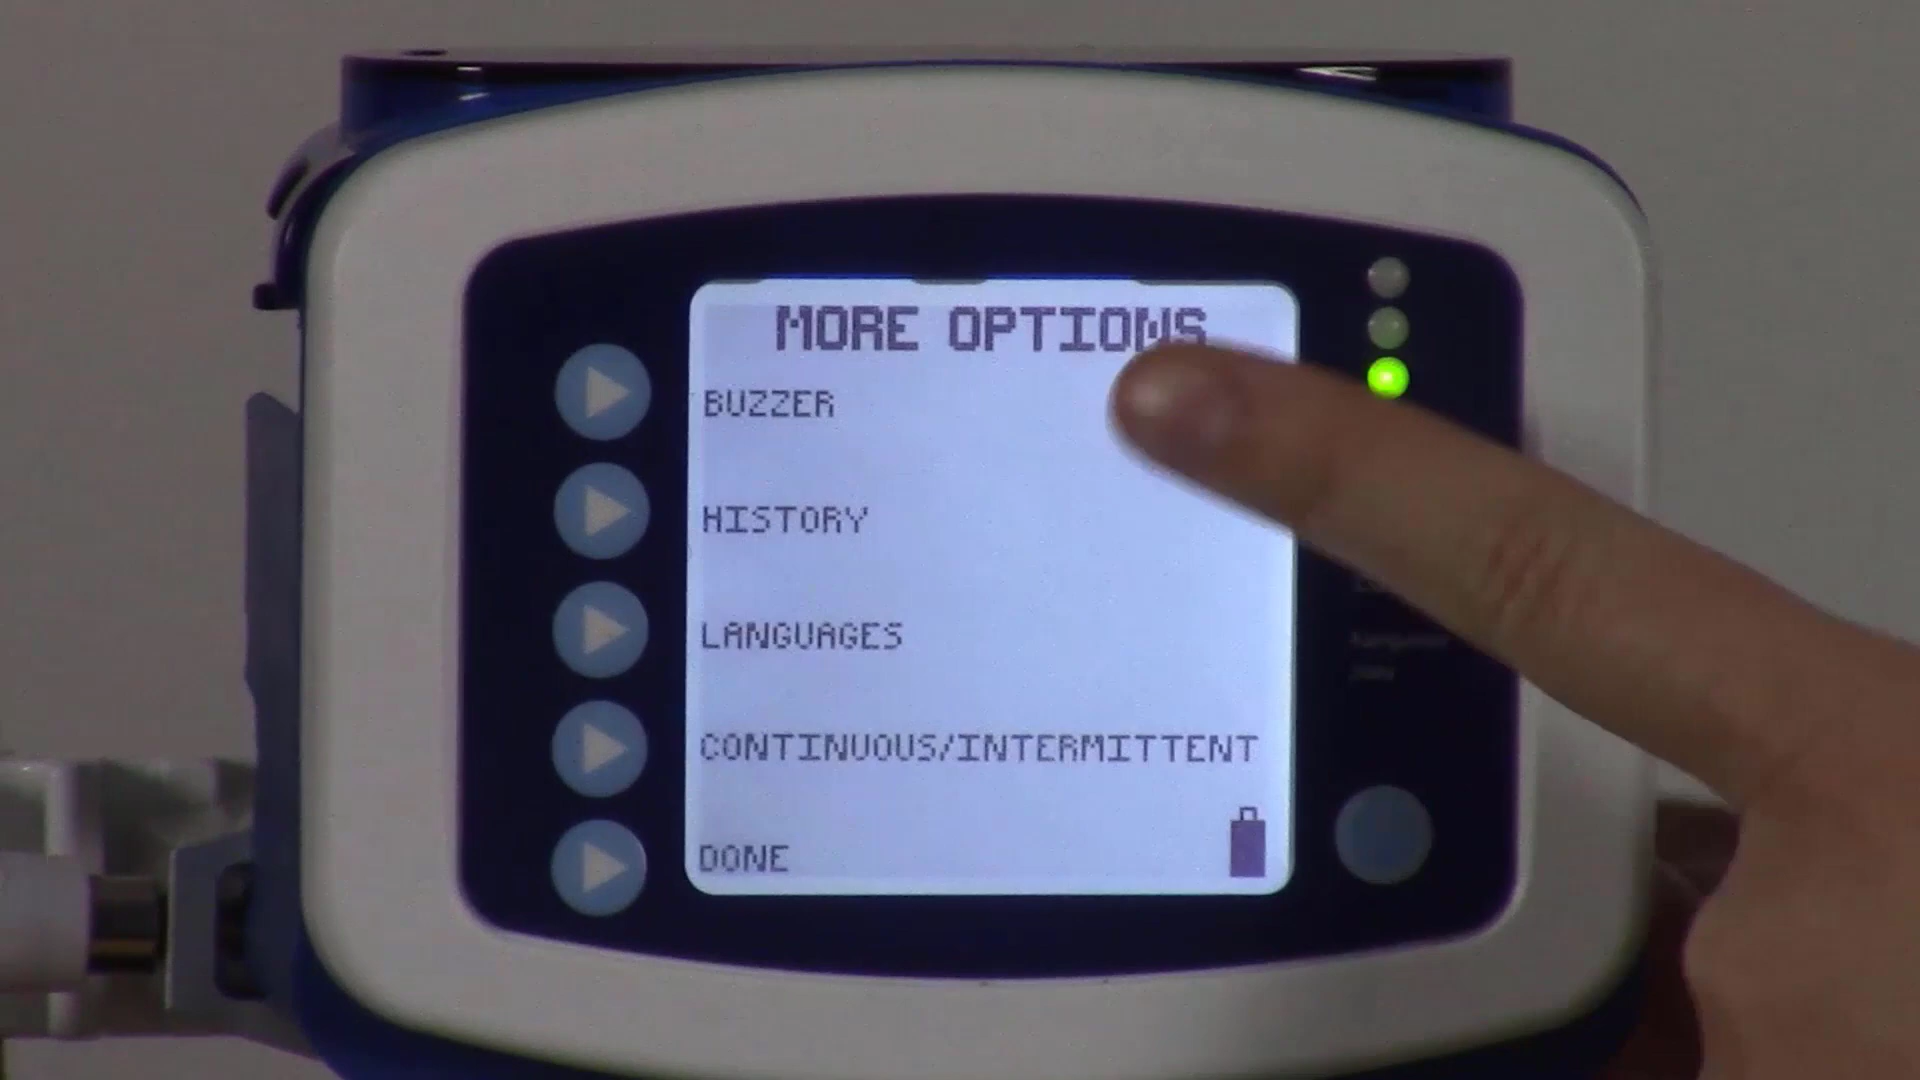 MORE OPTIONS
BUZZER
HISTORY
LANGUAGES
CONTINUOUS/INTERMITTENT
DONE